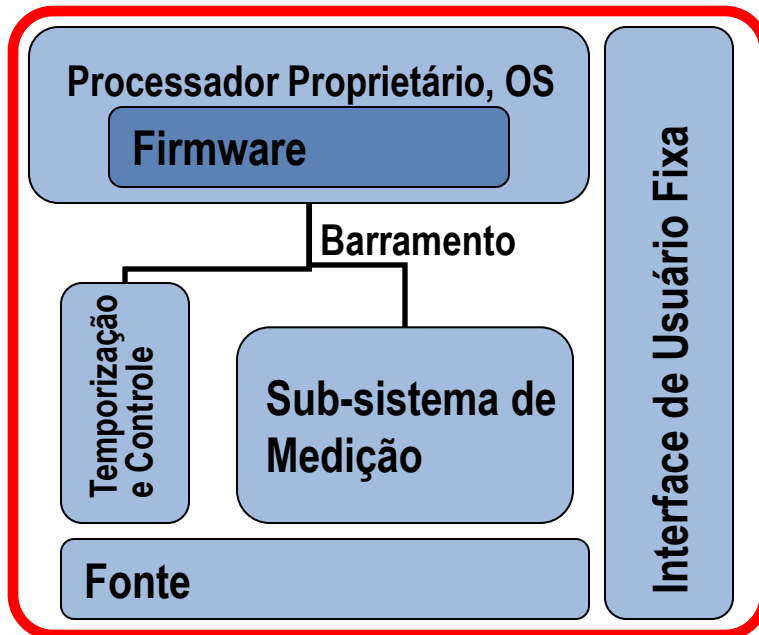 Processador Proprietário, OS
Firmware
Barramento
Temporização
e Controle
Sub-sistema de
Medição
Fonte
Interface de Usuário Fixa